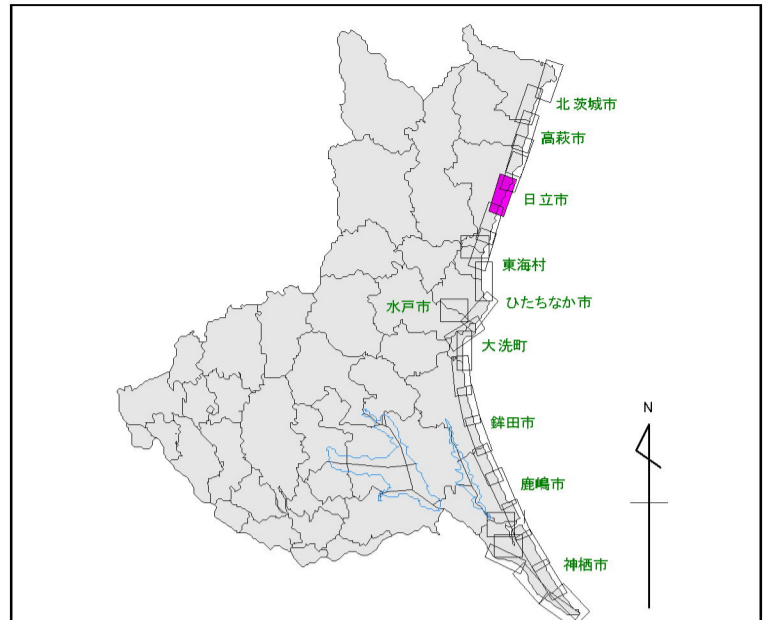 北茨城市
高萩市
日立市
東海村
水戸市
ひたちなか市
大洗町
鉾田市
N
鹿嶋市
神栖市